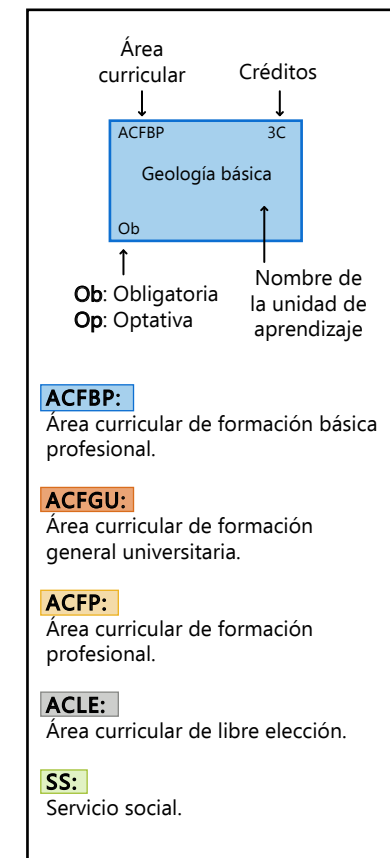 Área
curricular
Créditos
ACFBP 3C
Geología básica
Ob
Ob: Obligatoria
Op: Optativa
Nombre de
la unidad de
aprendizaje
ACFBP:
Área curricular de formación básica
profesional.
ACFGU:
Área curricular de formación
general universitaria.
ACFP:
Área curricular de formación
profesional.
ACLE:
Área curricular de libre elección.
SS:
Servicio social.